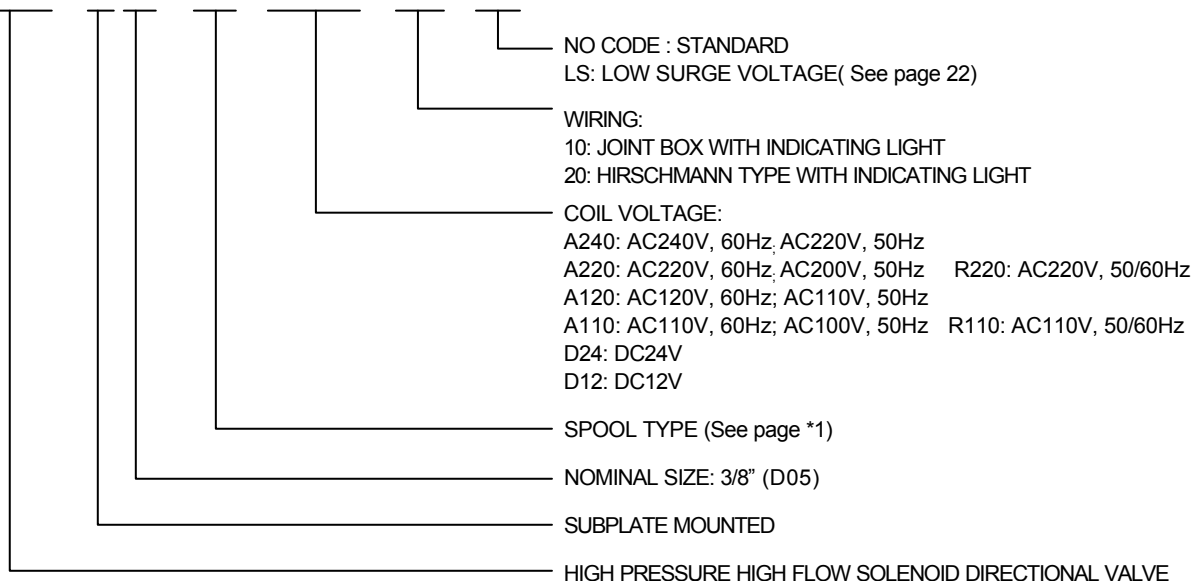 NO CODE : STANDARD
LS: LOW SURGE VOLTAGE( See page 22)
WIRING:
10: JOINT BOX WITH INDICATING LIGHT
20: HIRSCHMANN TYPE WITH INDICATING LIGHT
COIL VOLTAGE:
A240: AC240V, 60Hz; AC220V, 50Hz
A220: AC220V, 60Hz; AC200V, 50Hz R220: AC220V, 50/60Hz
A120: AC120V, 60Hz; AC110V, 50Hz
A110: AC110V, 60Hz; AC100V, 50Hz R110: AC110V, 50/60Hz
D24: DC24V
D12: DC12V
SPOOL TYPE (See page *1)
NOMINAL SIZE: 3/8” (D05)
SUBPLATE MOUNTED
HIGH PRESSURE HIGH FLOW SOLENOID DIRECTIONAL VALVE